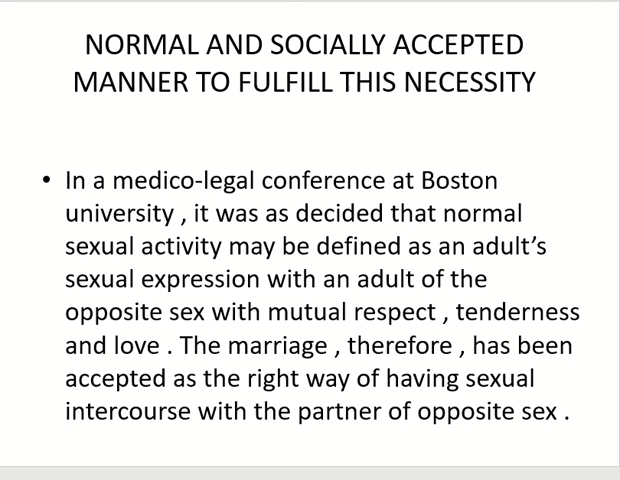 NORMAL AND SOCIALLY ACCEPTED
MANNER TO FULFILL THIS NECESSITY
• In a medico-legal conference at Boston
university , it was as decided that normal
sexual activity may be defined as an adult’s
sexual expression with an adult of the
opposite sex with mutual respect , tenderness
and love . The marriage , therefore , has been
accepted as the right way of having sexual
intercourse with the partner of opposite sex .